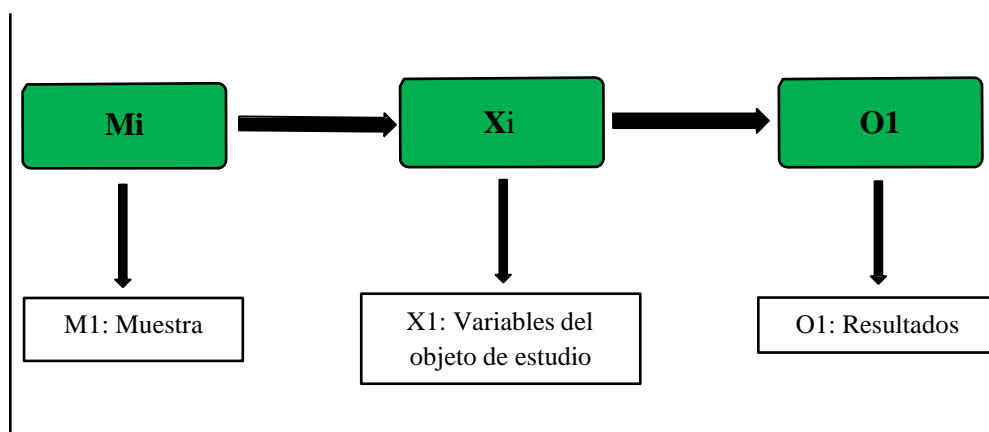 Mi
Xi
O1
M1: Muestra
X1: Variables del
objeto de estudio
O1: Resultados